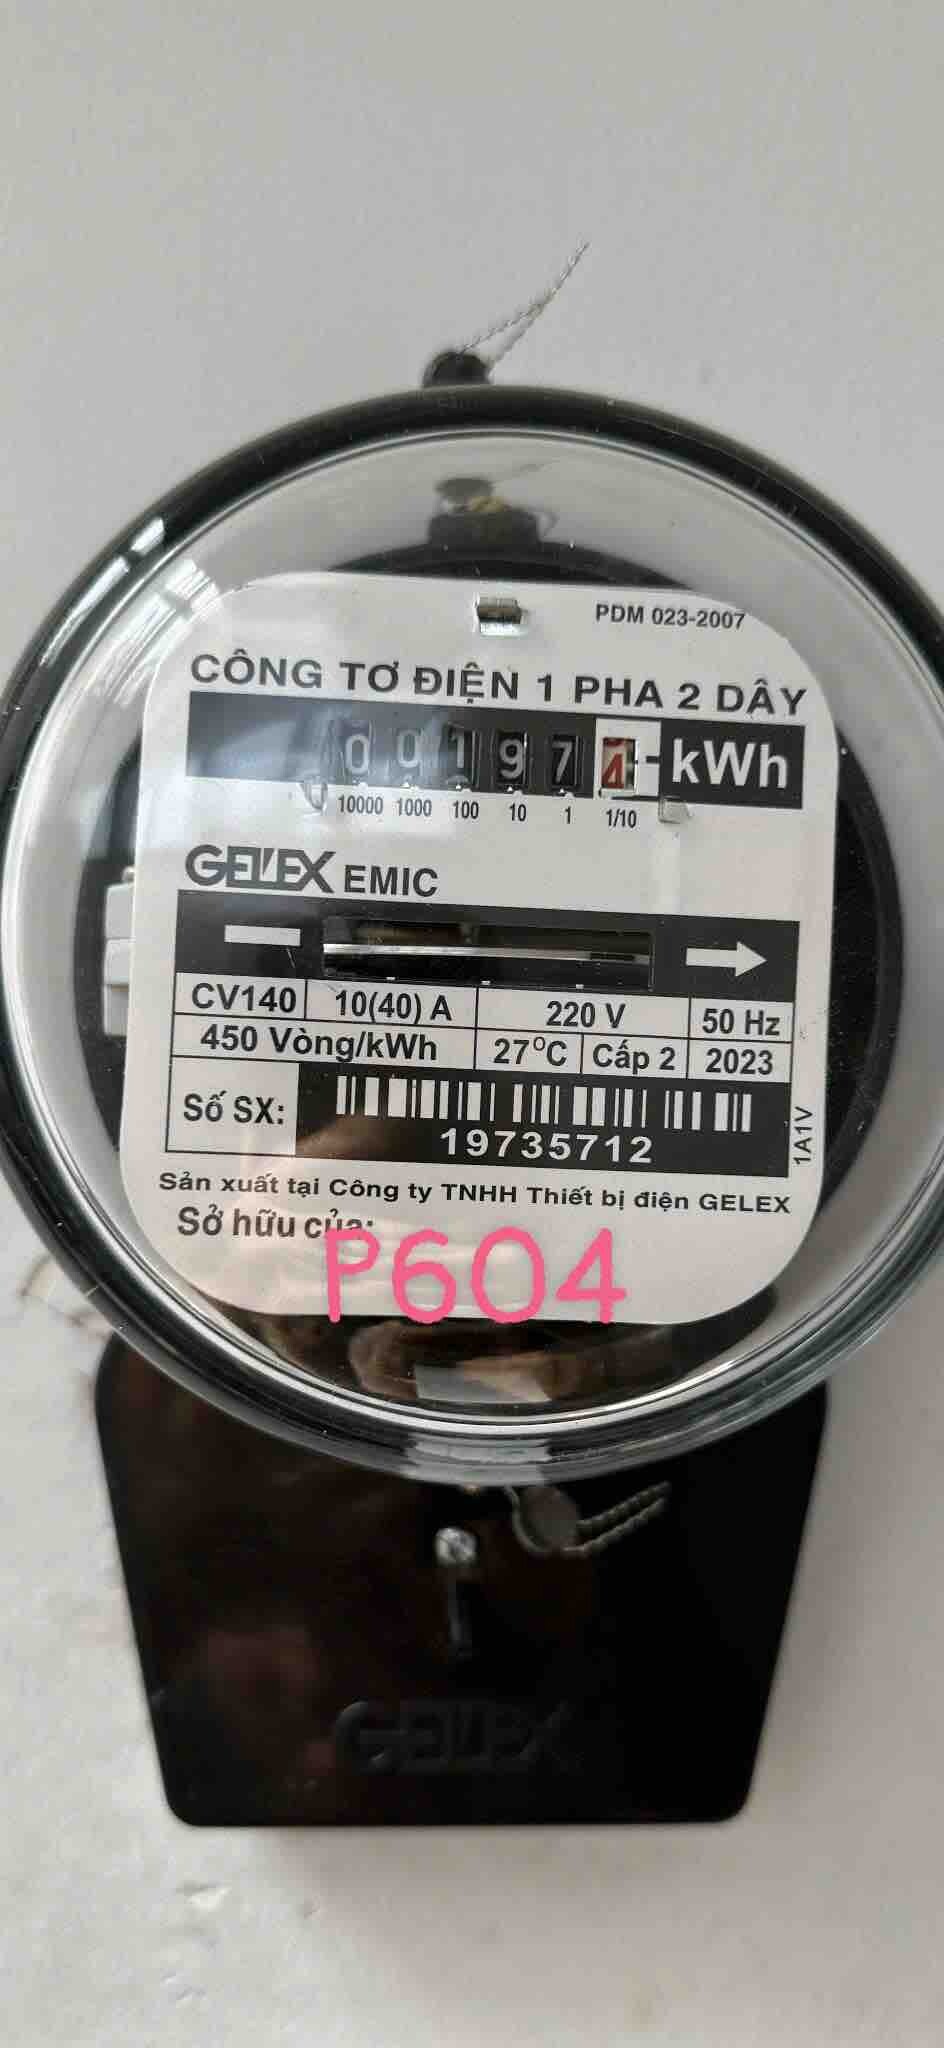 PDM 023-2007
CÔNG TƠ ĐIỆN 1 PHA 2 DÂY
0 0 1 9 7 4 kWh
10000 1000 100 10 1 1/10
GELEX EMIC
CV140 10(40) A 220 V 50 Hz
450 Vòng/kWh 27°C Cấp 2 2023
Số SX: 19735712
1A1V
Sản xuất tại Công ty TNHH Thiết bị điện GELEX
Sở hữu của:
P604
GELEX